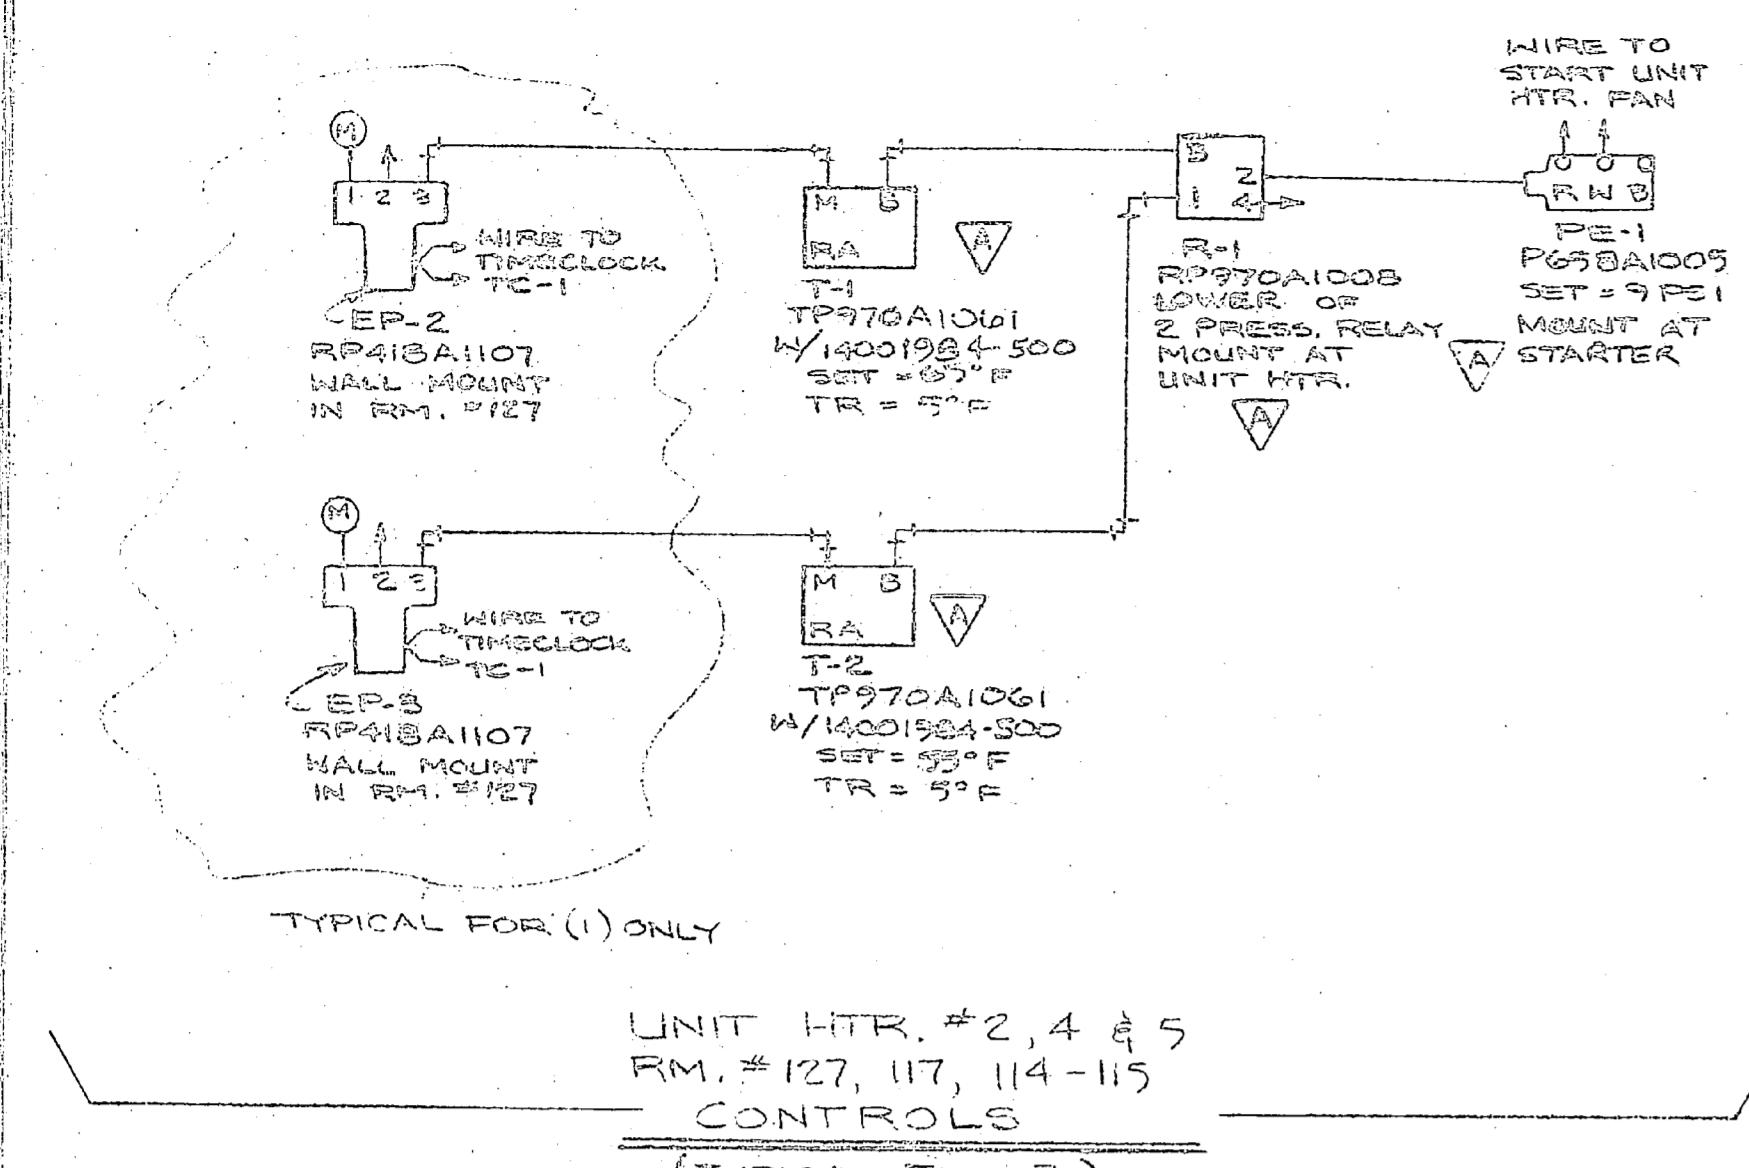 WIRE TO
START UNIT
HTR. FAN
M
1 2 3
WIRE TO
TIMECLOCK
TC-1
EP-2
RP418A1107
WALL MOUNT
IN RM. #127
M B
RA
A
T-1
TP970A1061
W/14001984-500
SET = 65°F
TR = 5°F
B
2
1 4
R-1
RP970A1008
LOWER OF
2 PRESS. RELAY
MOUNT AT
UNIT HTR.
A
R W B
PE-1
P658A1005
SET = 9 PSI
MOUNT AT
STARTER
A
M
1 2 3
WIRE TO
TIMECLOCK
TC-1
EP-3
RP418A1107
WALL MOUNT
IN RM. #127
M B
RA
A
T-2
TP970A1061
W/14001984-500
SET = 55°F
TR = 5°F
TYPICAL FOR (1) ONLY
UNIT HTR. #2, 4 & 5
RM. #127, 117, 114-115
CONTROLS